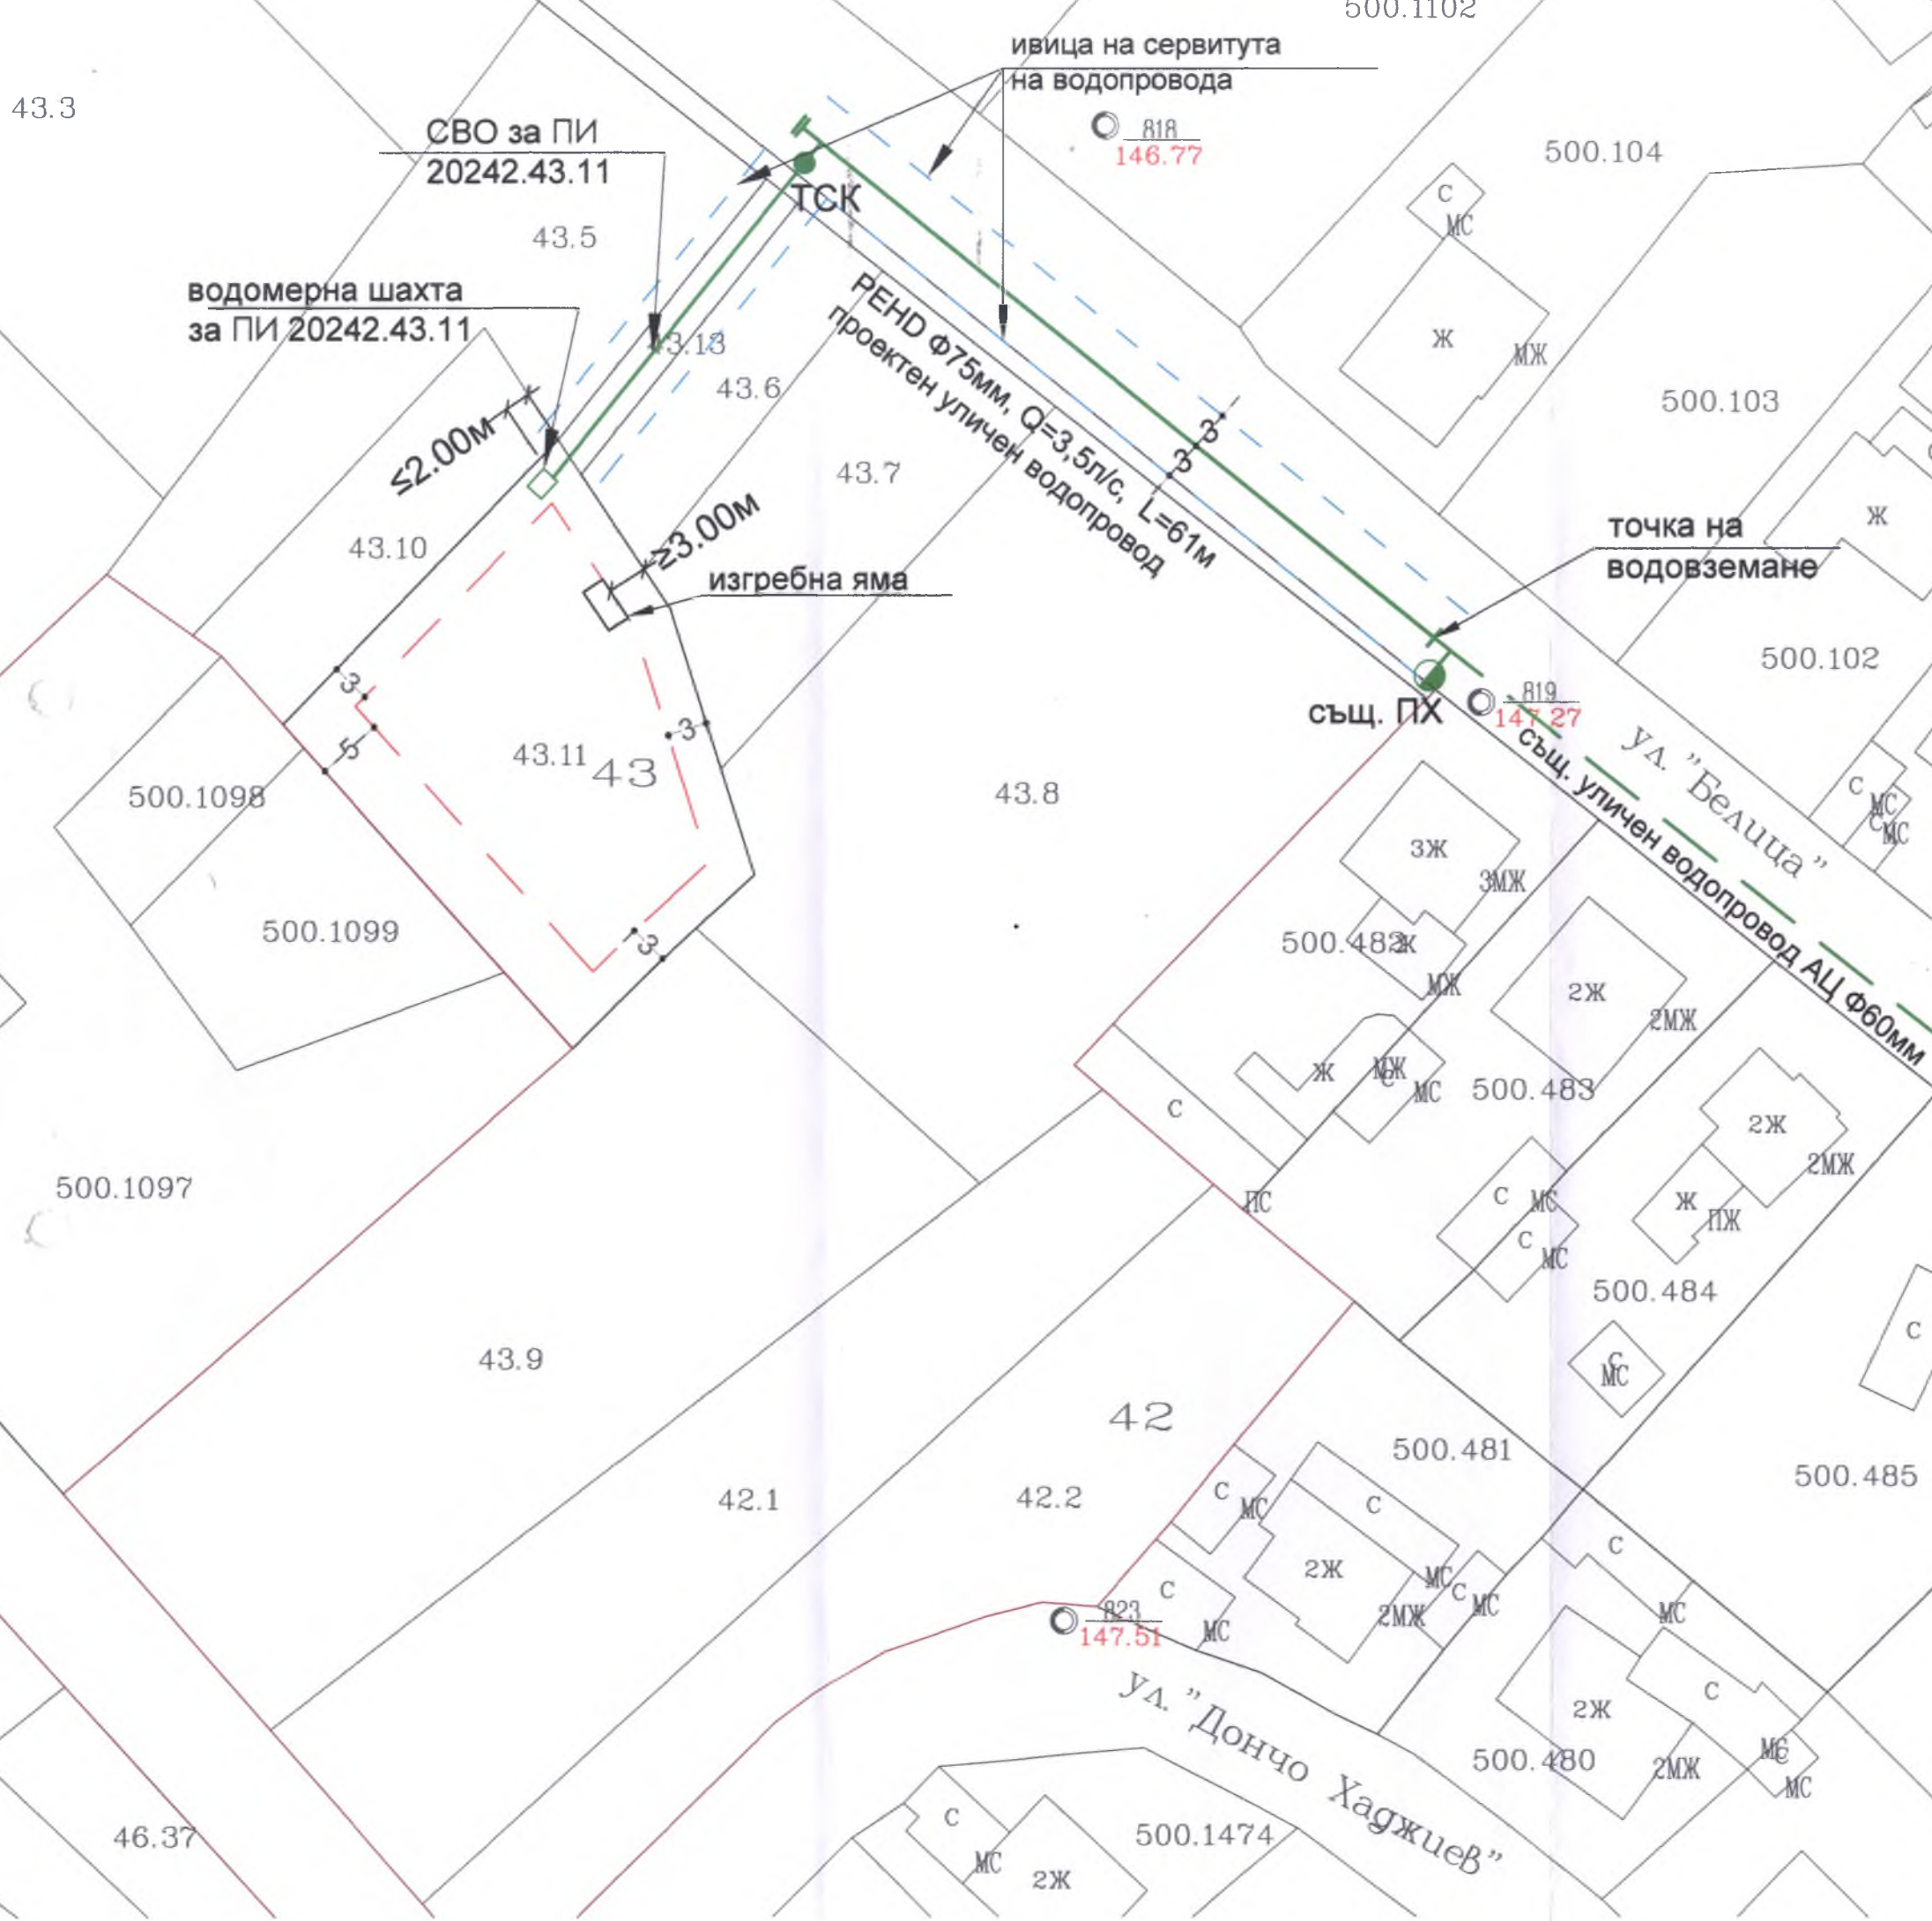 500.1102
ивица на сервитута
на водопровода
43.3
СВО за ПИ
20242.43.11
818
146.77
500.104
С
МС
ТСК
43.5
водомерна шахта
за ПИ 20242.43.11
43.13
43.6
Ж
МЖ
500.103
PEHD Ф75мм, Q=3,5л/с, L=61м
проектен уличен водопровод
3
3
≤2.00м
43.7
≥3.00м
43.10
изгребна яма
Ж
точка на
водовземане
500.102
3
3
5
43.11
43
3
същ. ПХ
819
147.27
ул. "Белица"
същ. уличен водопровод АЦ Ф60мм
С
МС
С
МС
500.1098
500.1099
43.8
3Ж
3МЖ
500.482
Ж
МЖ
2Ж
2МЖ
Ж
МЖ
С
МС
500.483
С
2Ж
2МЖ
ПС
С
МС
С
МС
Ж
ПЖ
500.1097
500.484
С
С
МС
43.9
42
500.481
500.485
42.1
42.2
С
МС
С
МС
2Ж
2МЖ
С
МС
С
МС
С
МС
823
147.51
ул. "Дончо Хаджиев"
2Ж
2МЖ
С
МС
МС
500.480
46.37
С
МС
2Ж
500.1474